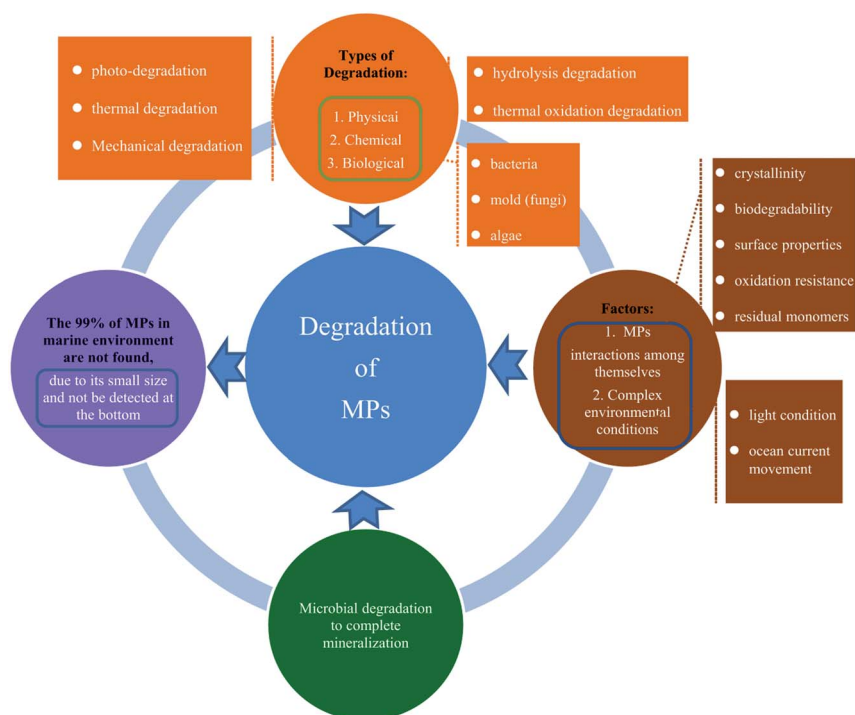 Types of
Degradation:
1. Physicai
2. Chemical
3. Biological
photo-degradation
thermal degradation
Mechanical degradation
hydrolysis degradation
thermal oxidation degradation
bacteria
mold (fungi)
algae
crystallinity
biodegradability
surface properties
oxidation resistance
residual monomers
Factors:
1. MPs
interactions among
themselves
2. Complex
environmental
conditions
light condition
ocean current
movement
Degradation
of
MPs
The 99% of MPs in
marine environment
are not found,
due to its small size
and not be detected at
the bottom
Microbial degradation
to complete
mineralization